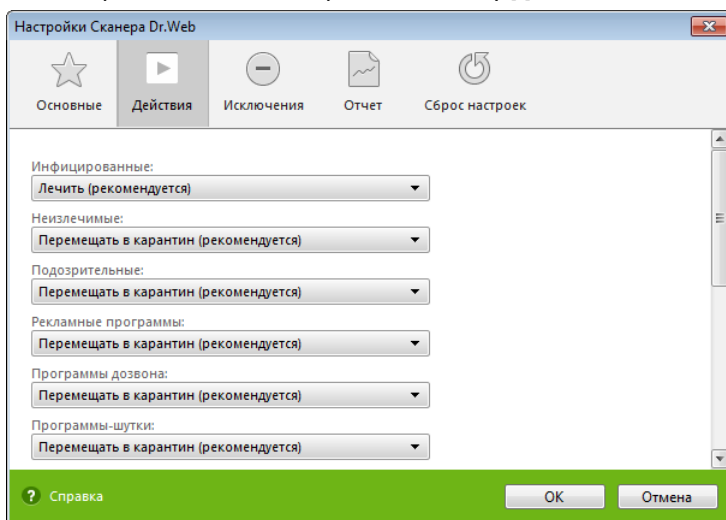 Настройки Сканера Dr.Web
Основные Действия Исключения Отчет Сброс настроек
Инфицированные:
Лечить (рекомендуется)
Неизлечимые:
Перемещать в карантин (рекомендуется)
Подозрительные:
Перемещать в карантин (рекомендуется)
Рекламные программы:
Перемещать в карантин (рекомендуется)
Программы дозвона:
Перемещать в карантин (рекомендуется)
Программы-шутки:
Перемещать в карантин (рекомендуется)
? Справка OK Отмена